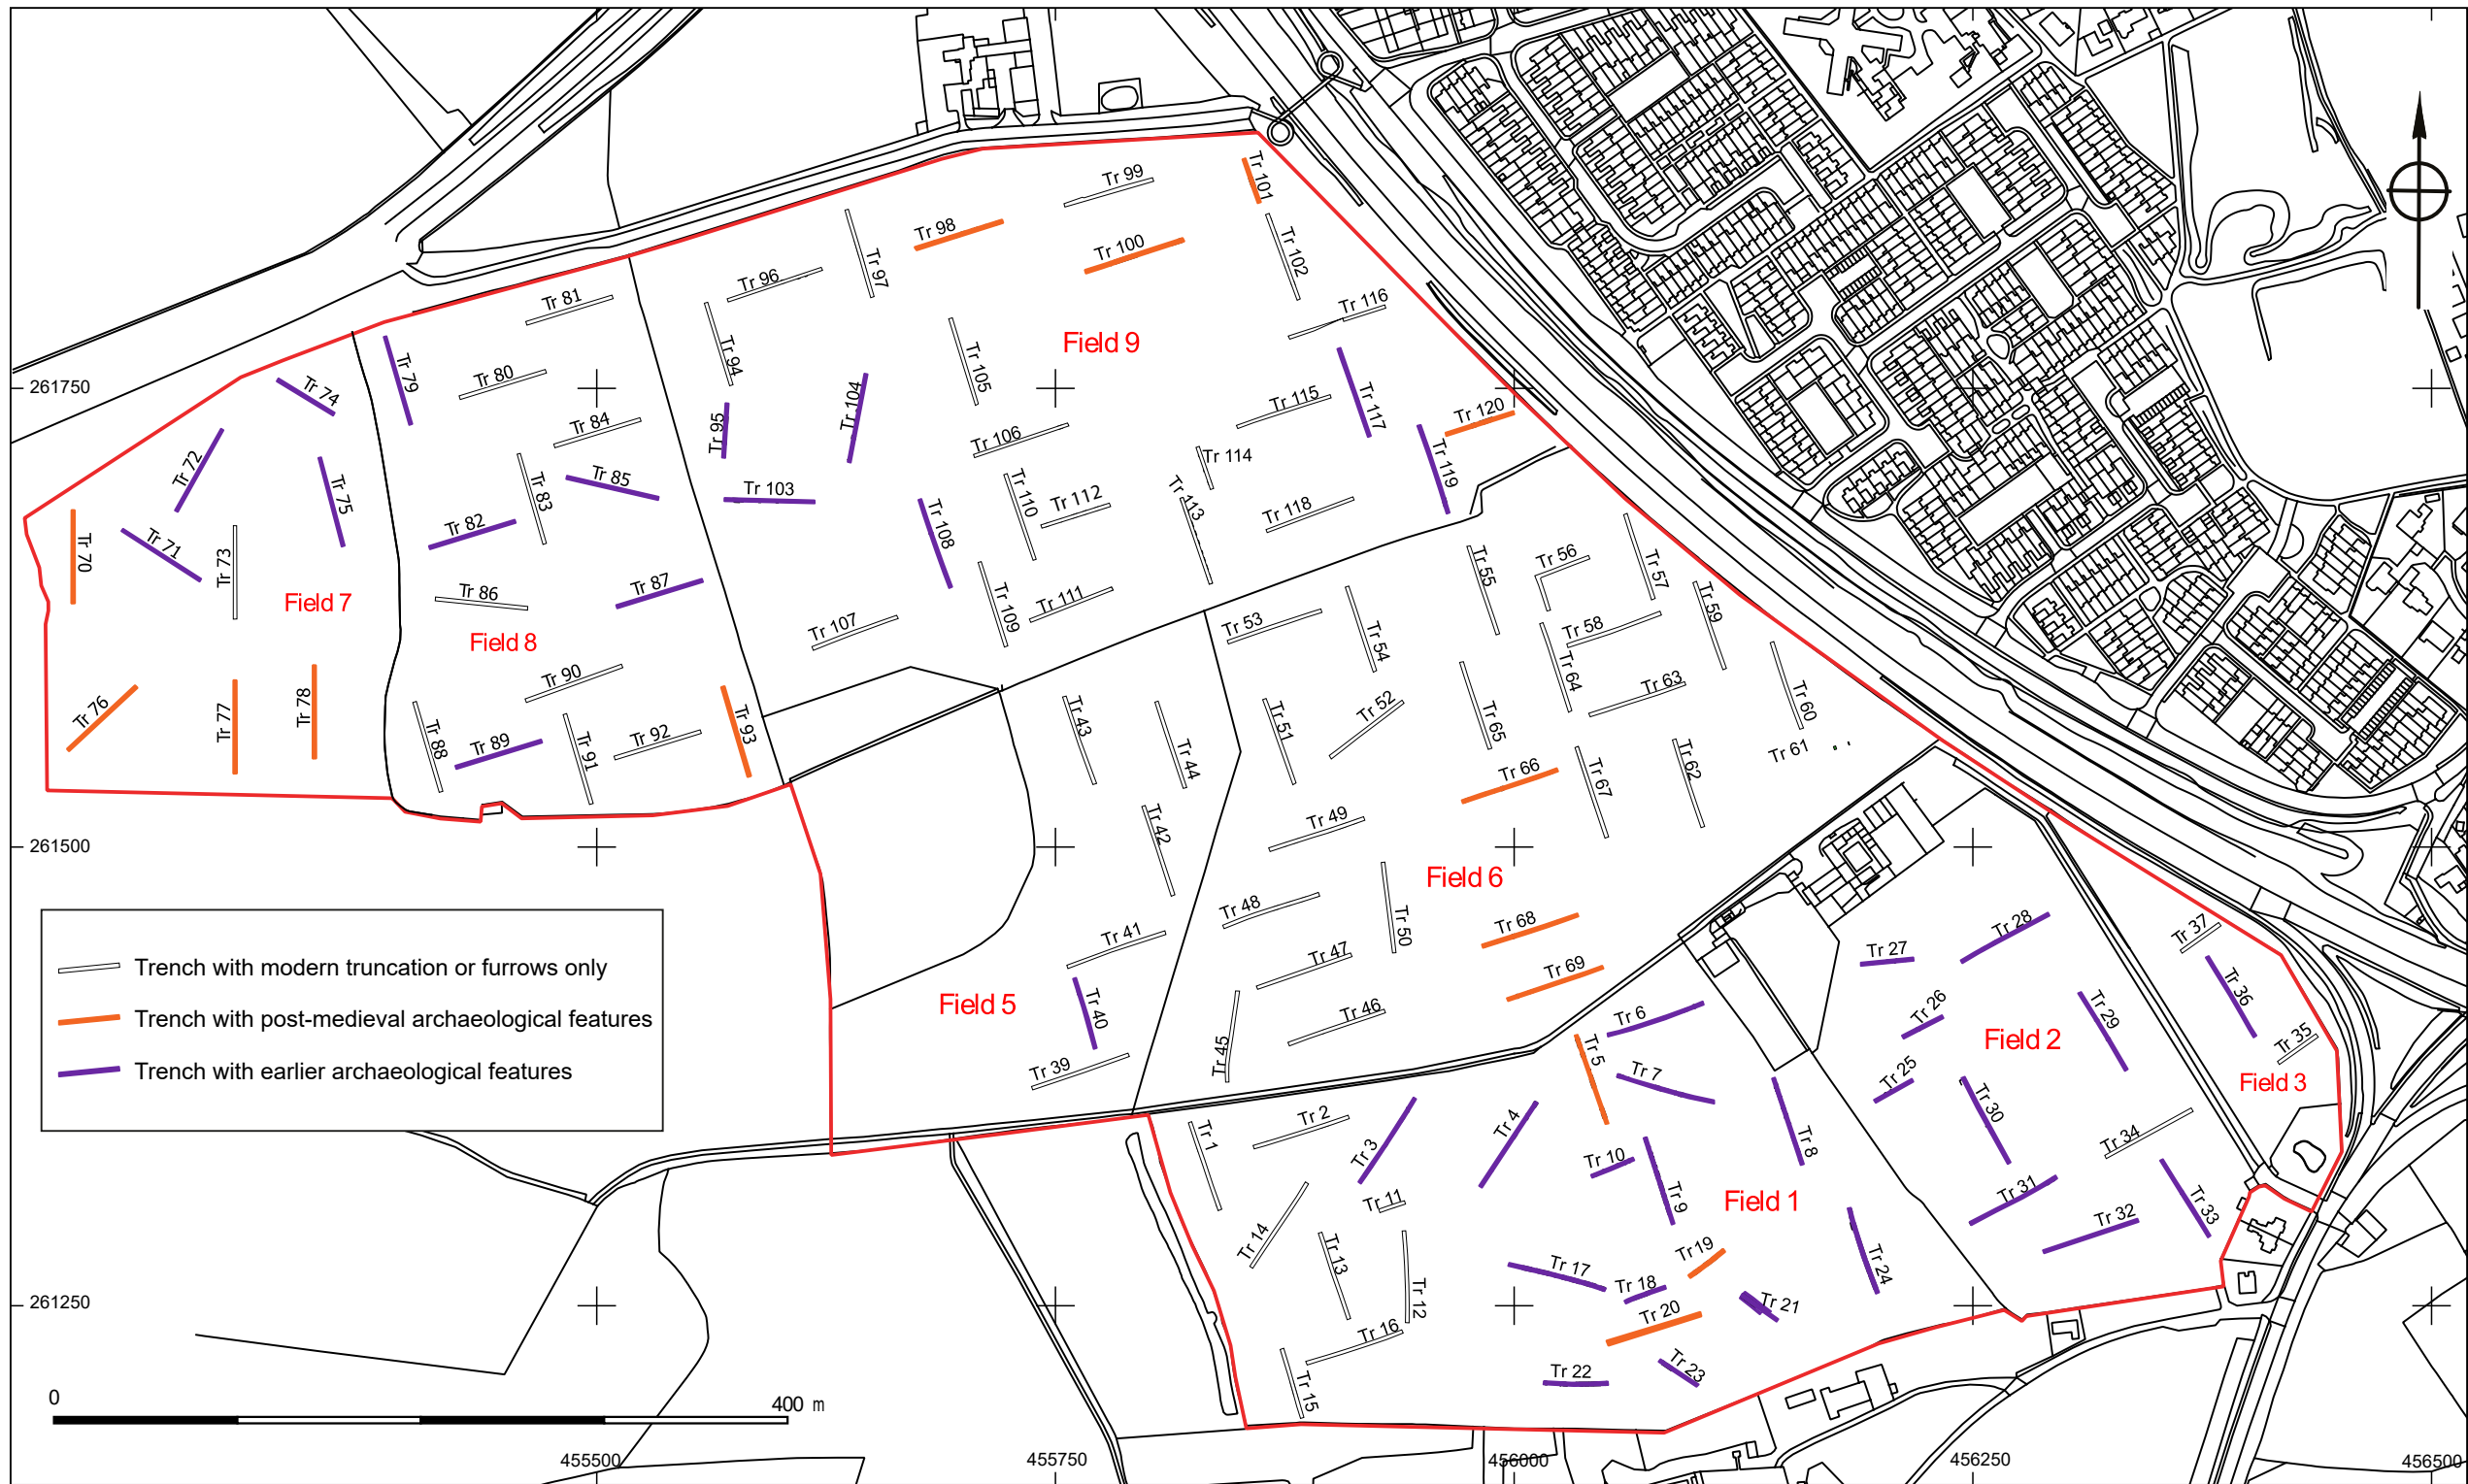 Tr 99
Tr 101
Tr 98
Tr 100
Tr 102
Tr 97
Tr 96
Tr 81
Tr 116
Field 9
Tr 94
Tr 105
Tr 79
Tr 80
261750
Tr 74
Tr 104
Tr 115
Tr 117
Tr 120
Tr 84
Tr 95
Tr 106
Tr 72
Tr 114
Tr 119
Tr 85
Tr 103
Tr 75
Tr 83
Tr 110
Tr 112
Tr 113
Tr 118
Tr 82
Tr 108
Tr 71
Tr 70
Tr 73
Tr 55
Tr 56
Tr 57
Tr 87
Tr 86
Field 7
Tr 109
Tr 111
Tr 59
Tr 107
Tr 53
Tr 58
Field 8
Tr 54
Tr 64
Tr 90
Tr 63
Tr 60
Tr 76
Tr 77
Tr 78
Tr 52
Tr 43
Tr 51
Tr 65
Tr 93
Tr 88
Tr 89
Tr 91
Tr 92
Tr 44
Tr 61
Tr 62
Tr 66
Tr 67
Tr 42
Tr 49
261500
Field 6
Tr 48
Tr 50
Tr 68
Tr 28
Tr 37
Tr 41
Tr 47
Tr 27
Trench with modern truncation or furrows only
Tr 69
Tr 36
Field 5
Tr 40
Tr 46
Tr 6
Tr 26
Tr 29
Trench with post-medieval archaeological features
Field 2
Tr 35
Tr 45
Tr 5
Tr 39
Tr 7
Tr 25
Field 3
Trench with earlier archaeological features
Tr 30
Tr 1
Tr 2
Tr 3
Tr 4
Tr 8
Tr 34
Tr 10
Tr 9
Tr 31
Tr 11
Field 1
Tr 33
Tr 32
Tr 14
Tr 13
Tr 19
Tr 24
Tr 17
Tr 18
Tr 12
Tr 21
261250
Tr 20
Tr 16
Tr 22
Tr 23
Tr 15
0
400 m
455500
455750
456000
456250
456500